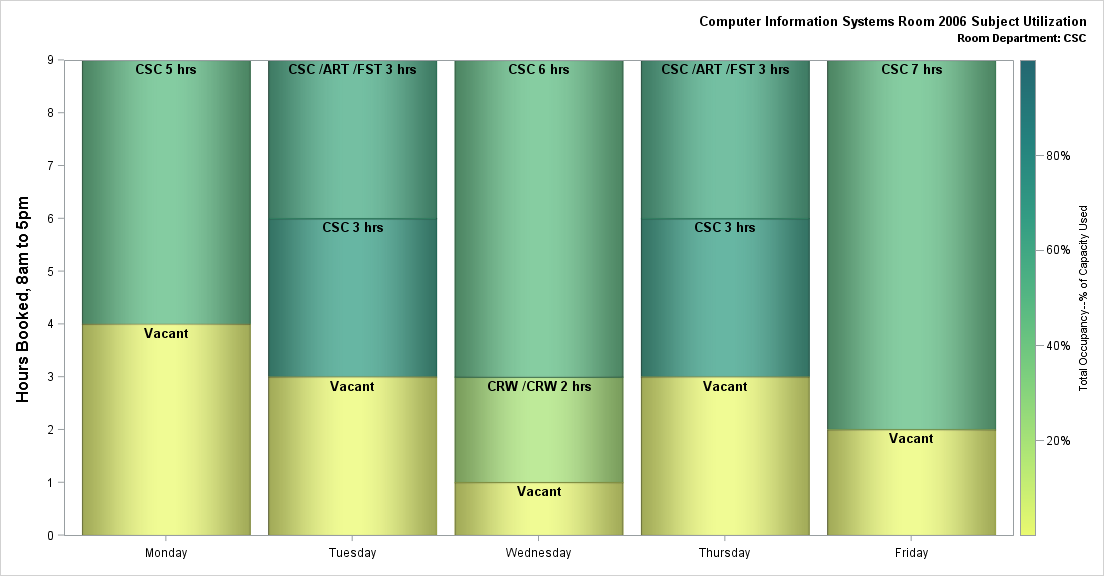 Computer Information Systems Room 2006 Subject Utilization
Room Department: CSC
Hours Booked, 8am to 5pm
9
8
7
6
5
4
3
2
1
0
CSC 5 hrs
Vacant
CSC /ART /FST 3 hrs
CSC 3 hrs
Vacant
CSC 6 hrs
CRW /CRW 2 hrs
Vacant
CSC /ART /FST 3 hrs
CSC 3 hrs
Vacant
CSC 7 hrs
Vacant
Monday
Tuesday
Wednesday
Thursday
Friday
80%
60%
40%
20%
Total Occupancy--% of Capacity Used